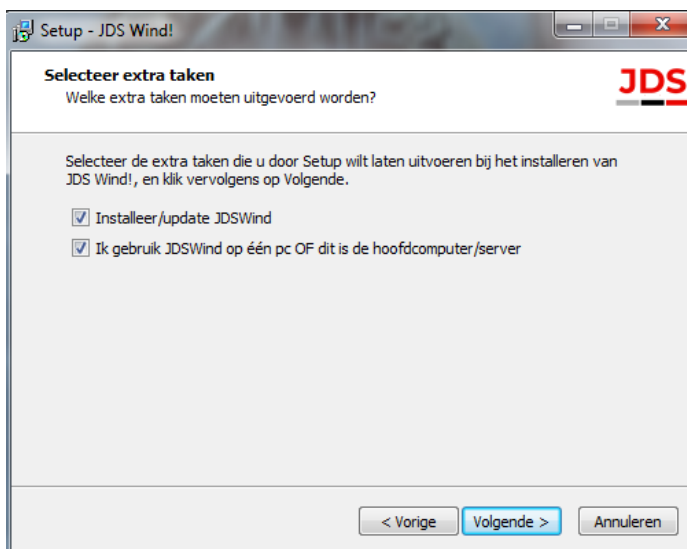 Setup - JDS Wind!
Selecteer extra taken
Welke extra taken moeten uitgevoerd worden?
JDS
Selecteer de extra taken die u door Setup wilt laten uitvoeren bij het installeren van
JDS Wind!, en klik vervolgens op Volgende.
Installeer/update JDSWind
Ik gebruik JDSWind op één pc OF dit is de hoofdcomputer/server
< Vorige
Volgende >
Annuleren